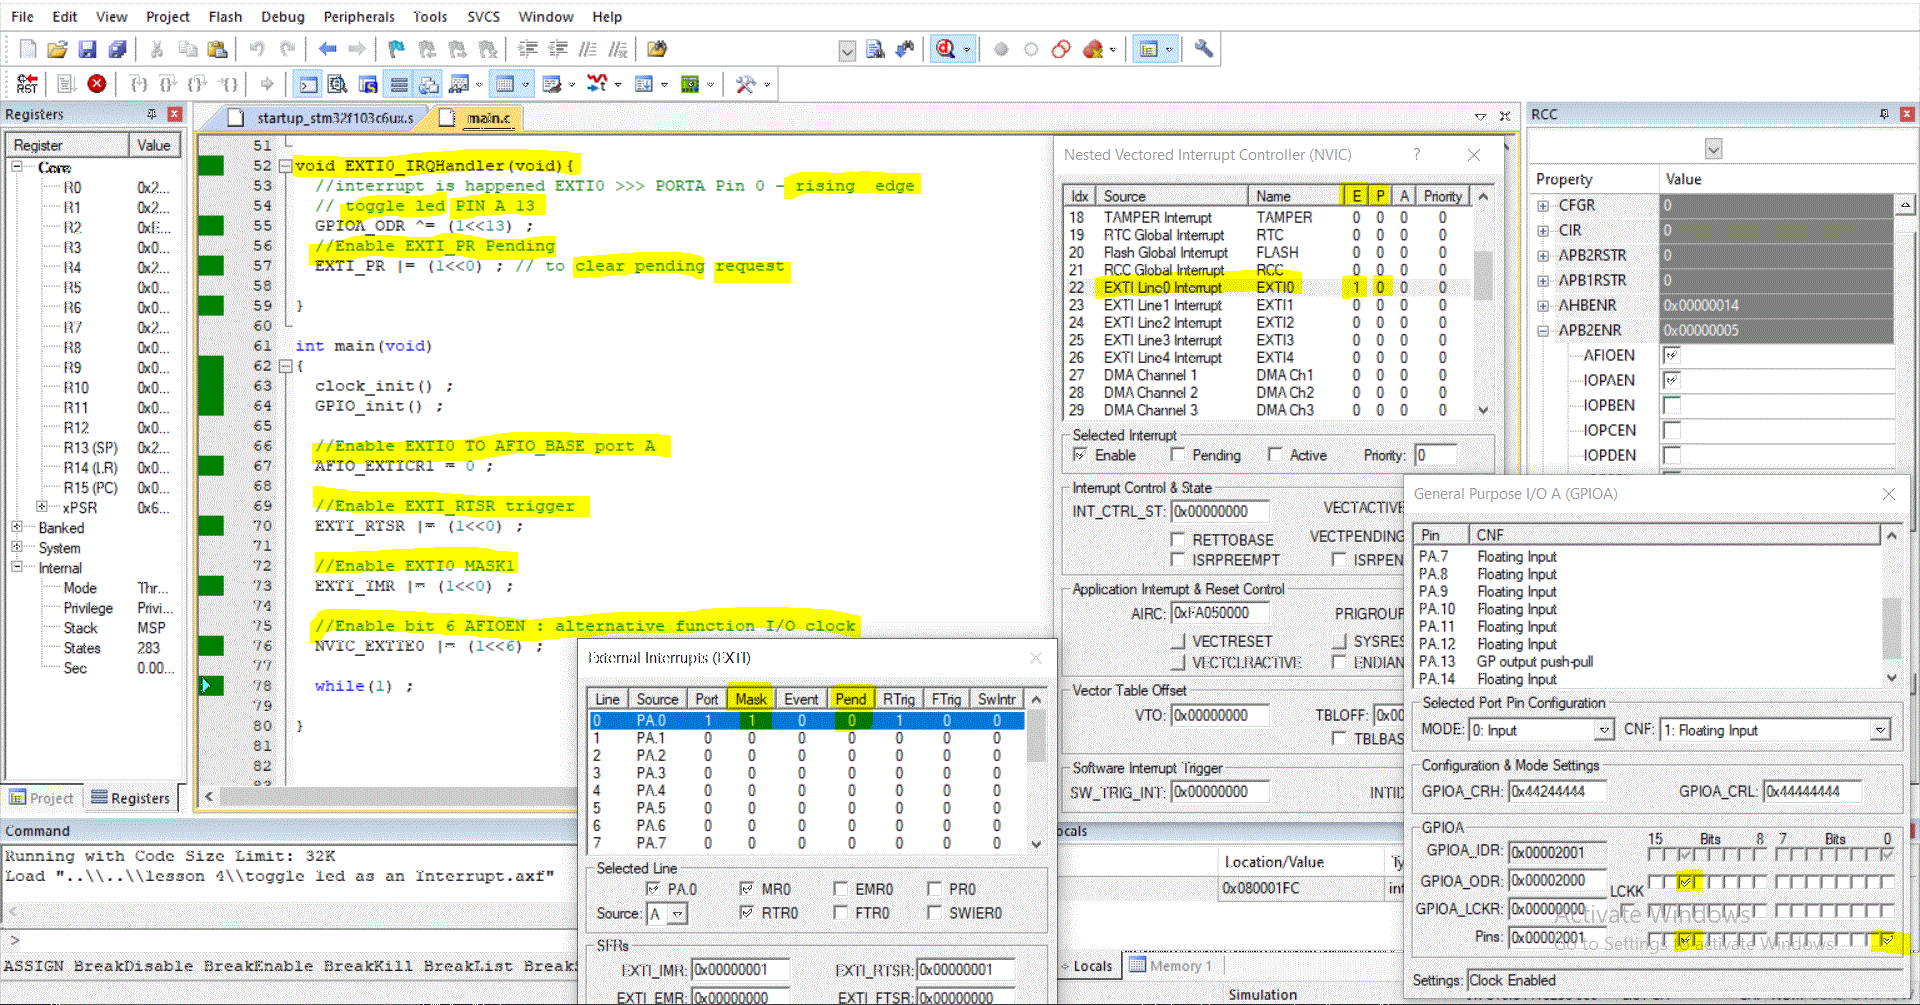 File Edit View Project Flash Debug Peripherals Tools SVCS Window Help
RST
Registers
Register Value
Core
R0 0x2...
R1 0x2...
R2 0xE...
R3 0x0...
R4 0x2...
R5 0x0...
R6 0x0...
R7 0x2...
R8 0x0...
R9 0x0...
R10 0x0...
R11 0x0...
R12 0x0...
R13 (SP) 0x2...
R14 (LR) 0x0...
R15 (PC) 0x0...
xPSR 0x6...
Banked
System
Internal
Mode Thr...
Privilege Privi...
Stack MSP
States 283
Sec 0.00...
Project Registers
startup_stm32f103c6ux.s main.c
51
52 void EXTI0_IRQHandler(void){
53 //interrupt is happened EXTI0 >>> PORTA Pin 0 - rising edge
54 // toggle led PIN A 13
55 GPIOA_ODR ^= (1<<13) ;
56 //Enable EXTI_PR Pending
57 EXTI_PR |= (1<<0) ; // to clear pending request
58
59 }
60
61 int main(void)
62 {
63 clock_init() ;
64 GPIO_init() ;
65
66 //Enable EXTI0 TO AFIO_BASE port A
67 AFIO_EXTICR1 = 0 ;
68
69 //Enable EXTI_RTSR trigger
70 EXTI_RTSR |= (1<<0) ;
71
72 //Enable EXTI0 MASK1
73 EXTI_IMR |= (1<<0) ;
74
75 //Enable bit 6 AFIOEN : alternative function I/O clock
76 NVIC_EXTIE0 |= (1<<6) ;
77
78 while(1) ;
79
80 }
81
82
Nested Vectored Interrupt Controller (NVIC) ?
Idx Source Name E P A Priority
18 TAMPER Interrupt TAMPER 0 0 0 0
19 RTC Global Interrupt RTC 0 0 0 0
20 Flash Global Interrupt FLASH 0 0 0 0
21 RCC Global Interrupt RCC 0 0 0 0
22 EXTI Line0 Interrupt EXTI0 1 0 0 0
23 EXTI Line1 Interrupt EXTI1 0 0 0 0
24 EXTI Line2 Interrupt EXTI2 0 0 0 0
25 EXTI Line3 Interrupt EXTI3 0 0 0 0
26 EXTI Line4 Interrupt EXTI4 0 0 0 0
27 DMA Channel 1 DMA Ch1 0 0 0 0
28 DMA Channel 2 DMA Ch2 0 0 0 0
29 DMA Channel 3 DMA Ch3 0 0 0 0
Selected Interrupt
Enable Pending Active Priority: 0
Interrupt Control & State
INT_CTRL_ST: 0x00000000 VECTACTIVE
RETTOBASE VECTPENDING
ISRPREEMPT ISRPEN
Application Interrupt & Reset Control
AIRC: 0xFA050000 PRIGROUP
VECTRESET SYSRES
VECTCLRACTIVE ENDIAN
Vector Table Offset
VTO: 0x00000000 TBLOFF: 0x00
TBLBAS
Software Interrupt Trigger
SW_TRIG_INT: 0x00000000 INTID
RCC
Property Value
CFGR 0
CIR 0
APB2RSTR 0
APB1RSTR 0
AHBENR 0x00000014
APB2ENR 0x00000005
AFIOEN
IOPAEN
IOPBEN
IOPCEN
IOPDEN
General Purpose I/O A (GPIOA)
Pin CNF
PA.7 Floating Input
PA.8 Floating Input
PA.9 Floating Input
PA.10 Floating Input
PA.11 Floating Input
PA.12 Floating Input
PA.13 GP output push-pull
PA.14 Floating Input
Selected Port Pin Configuration
MODE: 0: Input CNF: 1: Floating Input
Configuration & Mode Settings
GPIOA_CRH: 0x44244444 GPIOA_CRL: 0x44444444
GPIOA
15 Bits 8 7 Bits 0
GPIOA_IDR: 0x00002001
GPIOA_ODR: 0x00002000
LCKK
GPIOA_LCKR: 0x00000000
Pins: 0x00002001
Settings: Clock Enabled
Activate Windows
Go to Settings to activate Windows.
External Interrupts (EXTI)
Line Source Port Mask Event Pend RTrig FTrig SwIntr
0 PA.0 1 1 0 0 1 0 0
1 PA.1 0 0 0 0 0 0 0
2 PA.2 0 0 0 0 0 0 0
3 PA.3 0 0 0 0 0 0 0
4 PA.4 0 0 0 0 0 0 0
5 PA.5 0 0 0 0 0 0 0
6 PA.6 0 0 0 0 0 0 0
7 PA.7 0 0 0 0 0 0 0
Selected Line
PA.0 MR0 EMR0 PR0
Source: A RTR0 FTR0 SWIER0
SFRs
EXTI_IMR: 0x00000001 EXTI_RTSR: 0x00000001
EXTI_EMR: 0x00000000 EXTI_FTSR: 0x00000000
Command
Running with Code Size Limit: 32K
Load "..\\..\\lesson 4\\toggle led as an Interrupt.axf"
>
ASSIGN BreakDisable BreakEnable BreakKill BreakList BreakS
ocals
Location/Value Ty
0x080001FC int
Locals Memory 1
Simulation